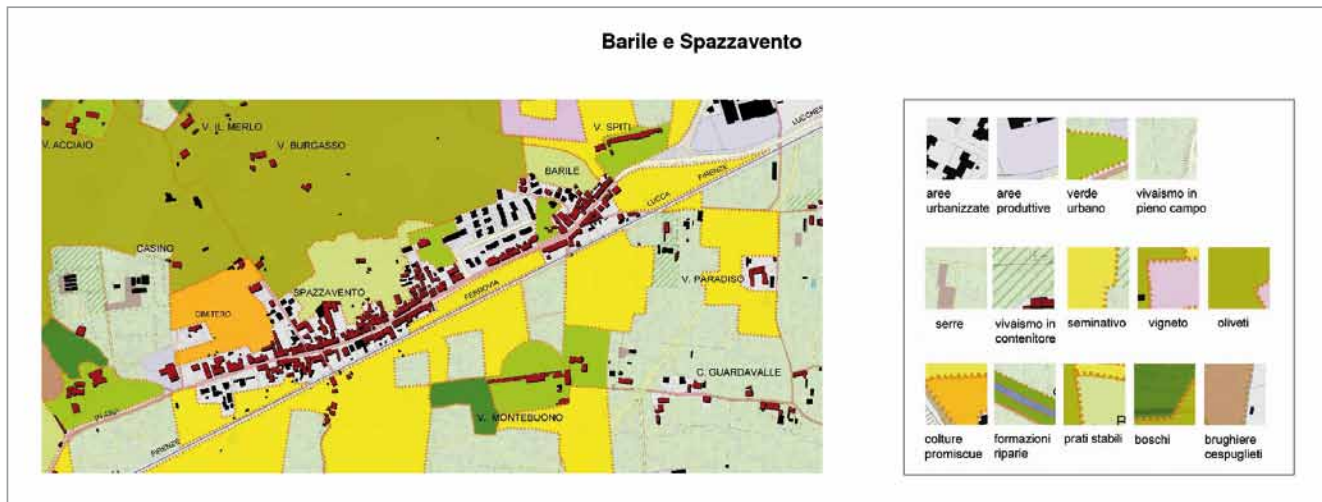 Barile e Spazzavento
V. IL MERLO
V. ACCIAIO
V. BURGASSO
V. SPITI
LUCCHES
BARILE
FIRENZE
LUCCA
CASINO
V. PARADISO
SPAZZAVENTO
FERROVIA
CIMITERO
C. GUARDAVALLE
V. MONTEBUONO
FIRENZE
aree urbanizzate
aree produttive
verde urbano
vivaismo in pieno campo
serre
vivaismo in contenitore
seminativo
vigneto
oliveti
colture promiscue
formazioni riparie
prati stabili
boschi
brughiere cespuglieti